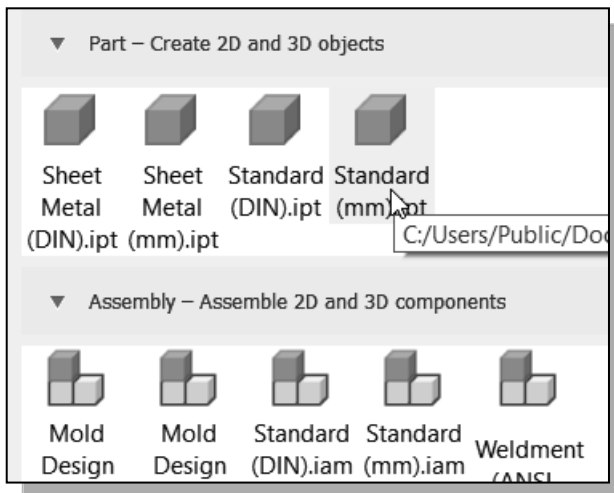 Part – Create 2D and 3D objects
Sheet Sheet Standard Standard
Metal Metal (DIN).ipt (mm).ipt
(DIN).ipt (mm).ipt
C:/Users/Public/Doc
Assembly – Assemble 2D and 3D components
Mold Mold Standard Standard Weldment
Design Design (DIN).iam (mm).iam (ANSI